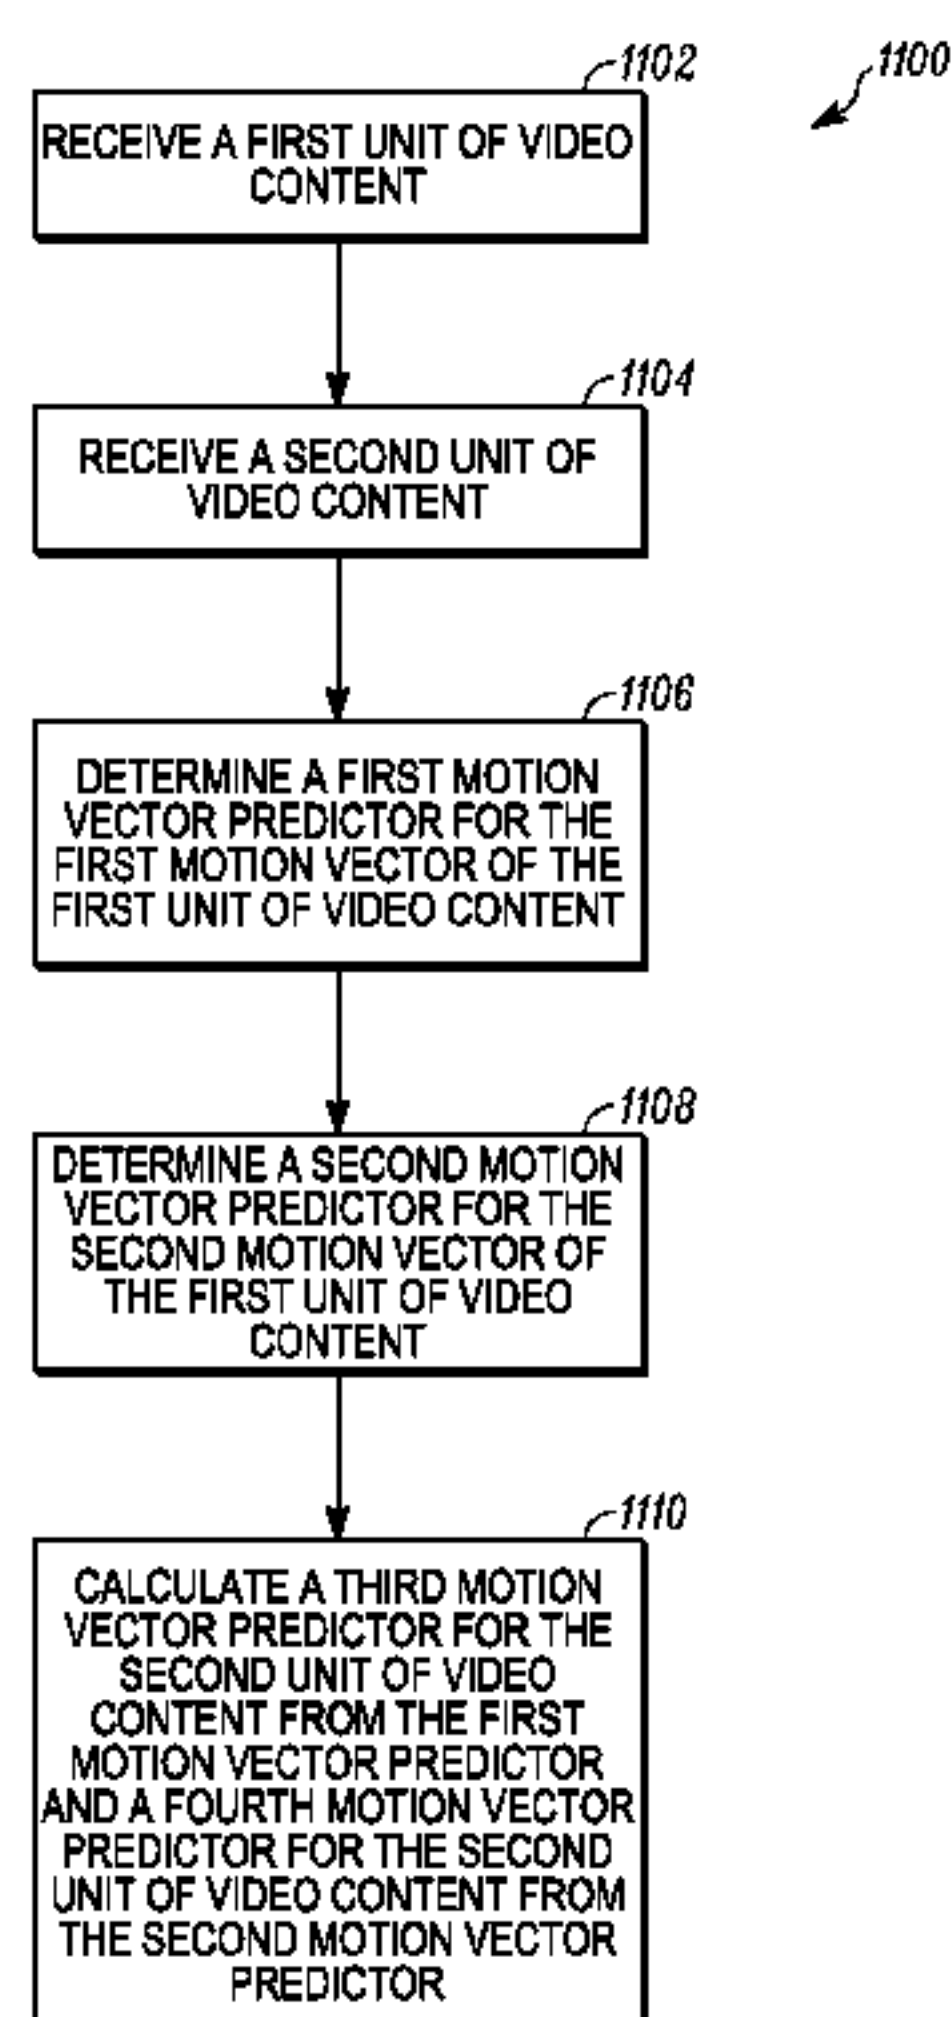 1102
1100
RECEIVE A FIRST UNIT OF VIDEO
CONTENT
1104
RECEIVE A SECOND UNIT OF
VIDEO CONTENT
1106
DETERMINE A FIRST MOTION
VECTOR PREDICTOR FOR THE
FIRST MOTION VECTOR OF THE
FIRST UNIT OF VIDEO CONTENT
1108
DETERMINE A SECOND MOTION
VECTOR PREDICTOR FOR THE
SECOND MOTION VECTOR OF
THE FIRST UNIT OF VIDEO
CONTENT
1110
CALCULATE A THIRD MOTION
VECTOR PREDICTOR FOR THE
SECOND UNIT OF VIDEO
CONTENT FROM THE FIRST
MOTION VECTOR PREDICTOR
AND A FOURTH MOTION VECTOR
PREDICTOR FOR THE SECOND
UNIT OF VIDEO CONTENT FROM
THE SECOND MOTION VECTOR
PREDICTOR